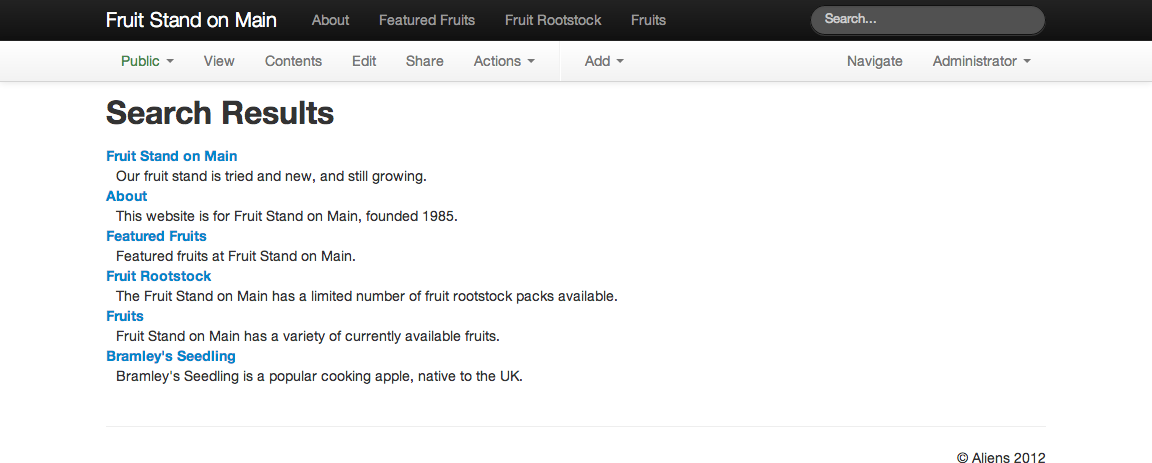 Fruit Stand on Main About Featured Fruits Fruit Rootstock Fruits Search...
Public View Contents Edit Share Actions Add Navigate Administrator
Search Results
Fruit Stand on Main
Our fruit stand is tried and new, and still growing.
About
This website is for Fruit Stand on Main, founded 1985.
Featured Fruits
Featured fruits at Fruit Stand on Main.
Fruit Rootstock
The Fruit Stand on Main has a limited number of fruit rootstock packs available.
Fruits
Fruit Stand on Main has a variety of currently available fruits.
Bramley's Seedling
Bramley's Seedling is a popular cooking apple, native to the UK.
© Aliens 2012